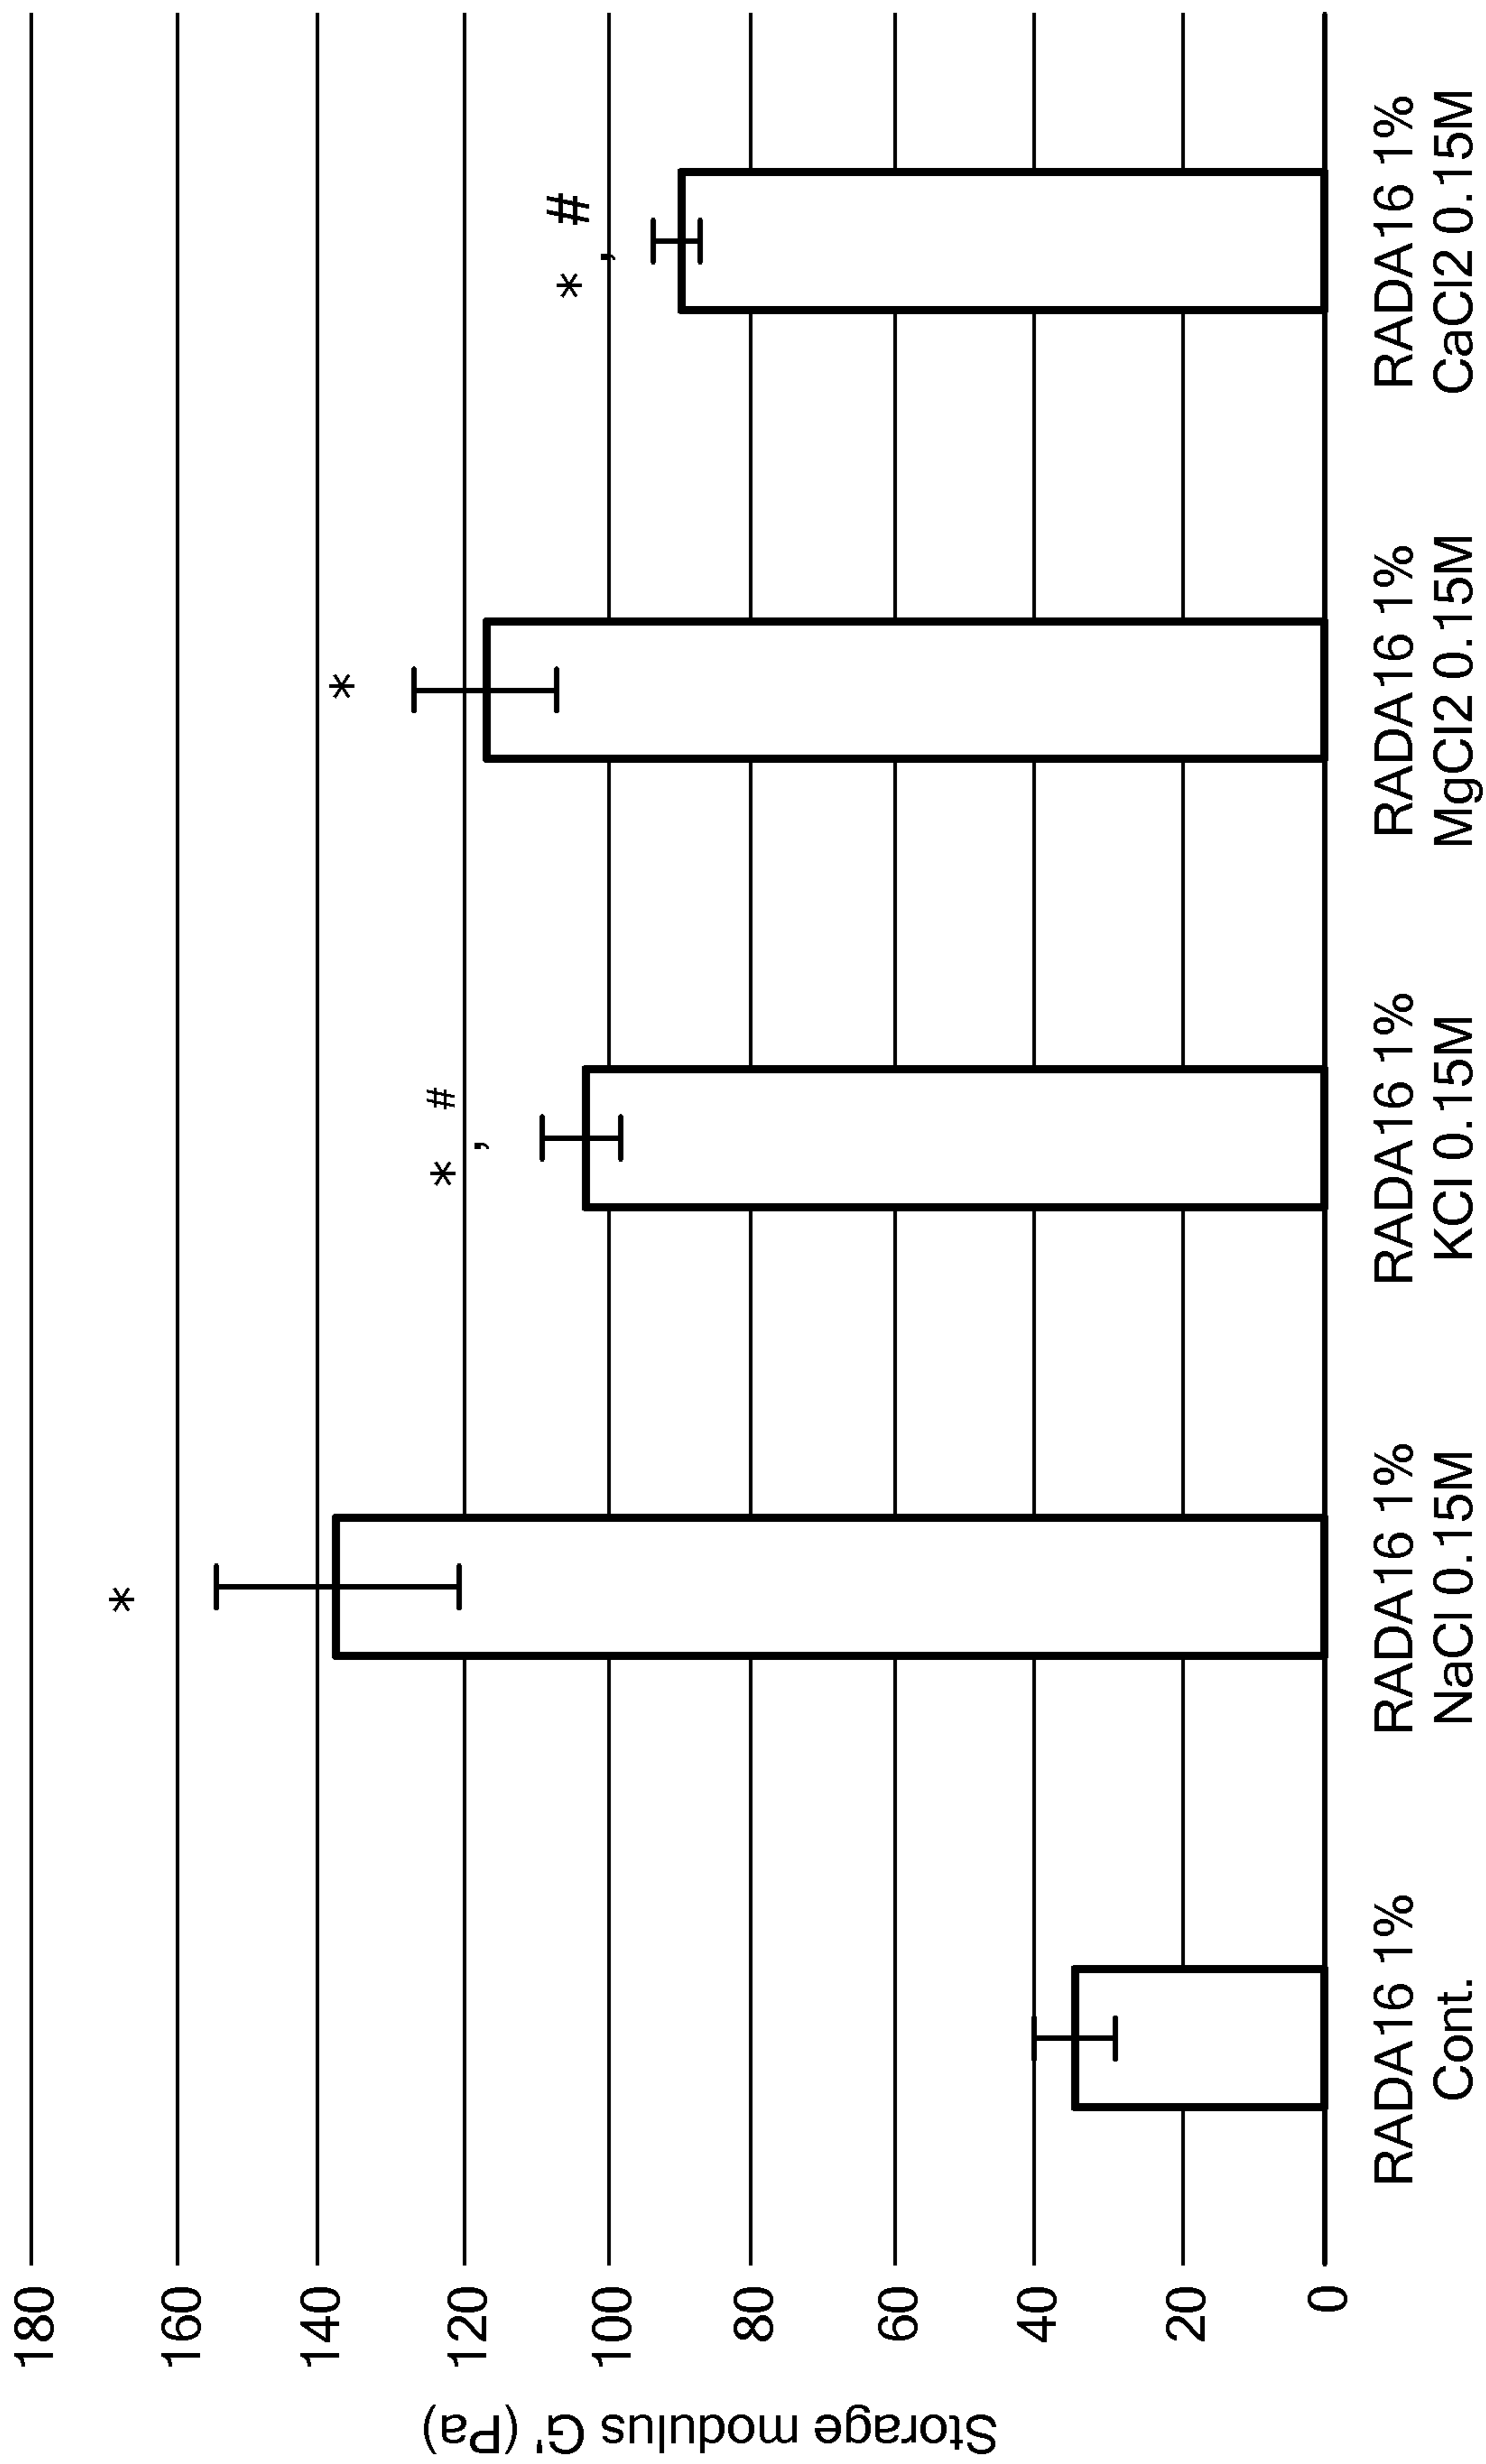 Storage modulus G' (Pa)
180
160
140
120
100
80
60
40
20
0
*
*, #
*
*, #
RADA16 1%
Cont.
RADA16 1%
NaCl 0.15M
RADA16 1%
KCl 0.15M
RADA16 1%
MgCl2 0.15M
RADA16 1%
CaCl2 0.15M